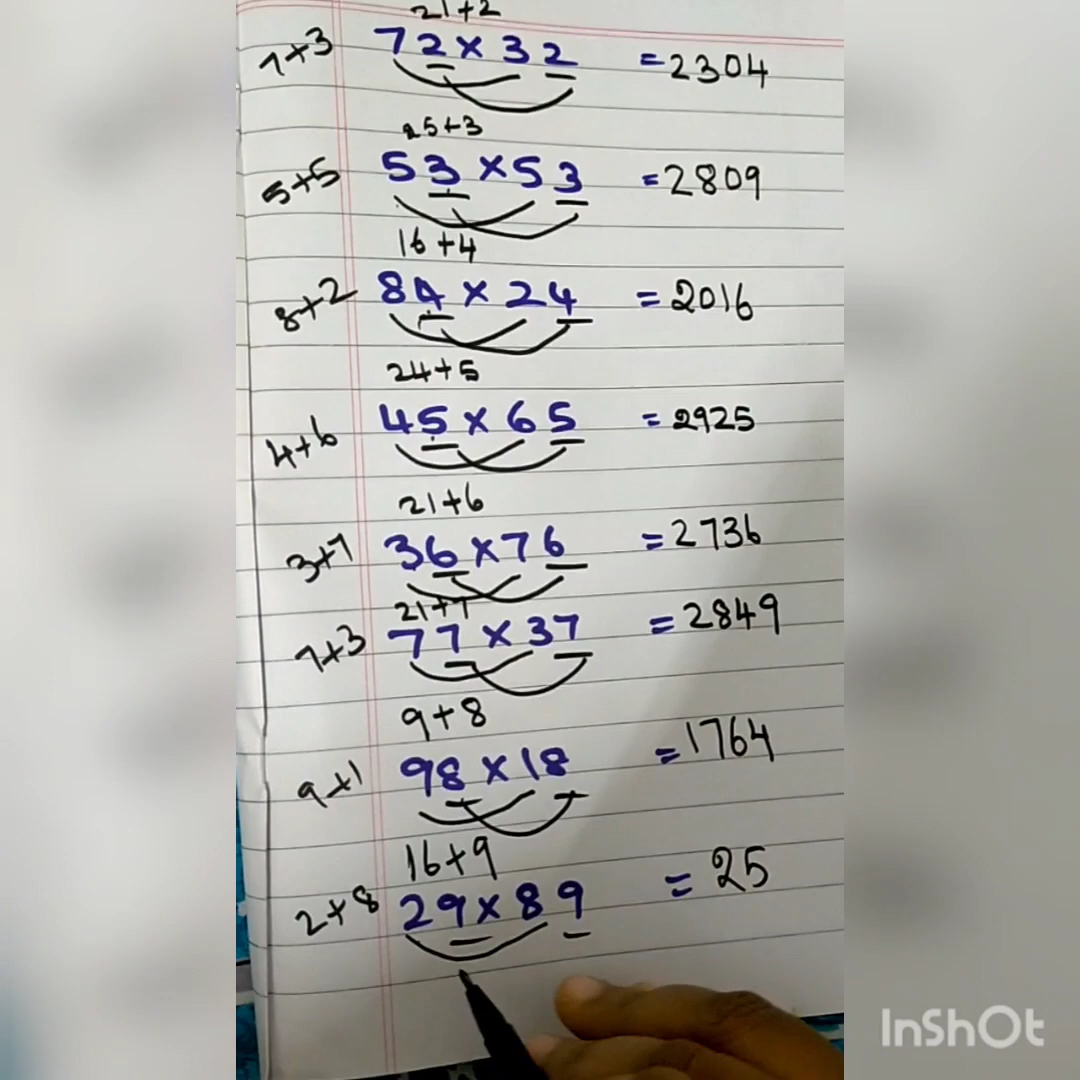 21+2
7+3 72×32 =2304
25+3
5+5 53×53 =2809
16+4
8+2 84×24 =2016
24+5
4+6 45×65 =2925
21+6
3+7 36×76 =2736
21+7
7+3 77×37 =2849
9+8
9+1 98×18 =1764
16+9
2+8 29×89 =25
InShOt